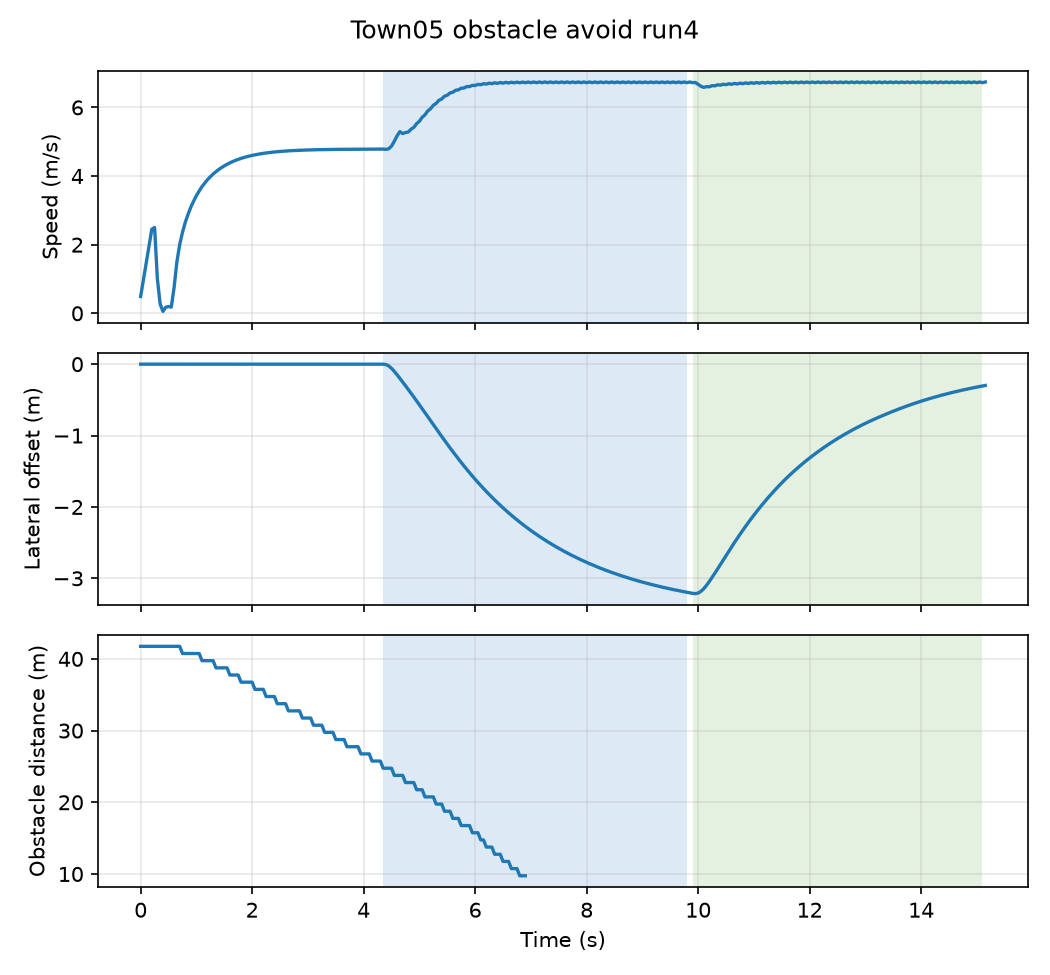 Town05 obstacle avoid run4
Speed (m/s)
6
4
2
0
Lateral offset (m)
0
−1
−2
−3
Obstacle distance (m)
40
30
20
10
0 2 4 6 8 10 12 14
Time (s)